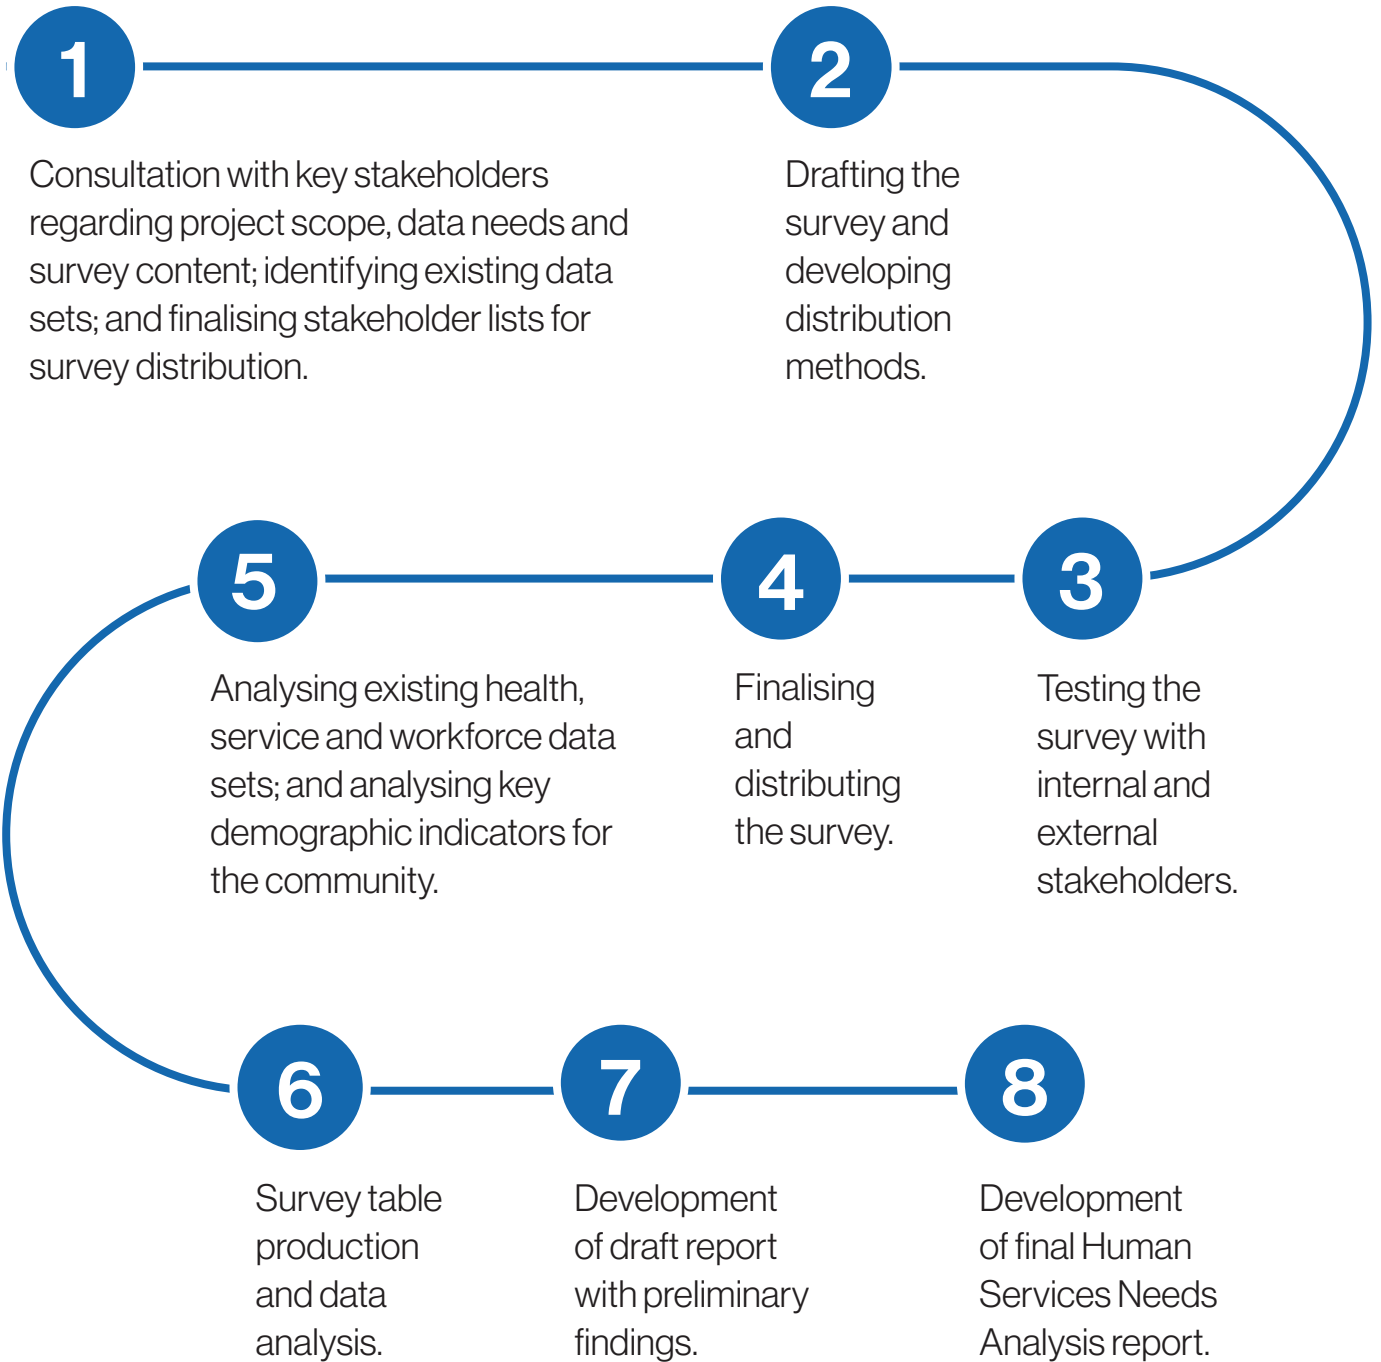 1
Consultation with key stakeholders
regarding project scope, data needs and
survey content; identifying existing data
sets; and finalising stakeholder lists for
survey distribution.
2
Drafting the
survey and
developing
distribution
methods.
3
Testing the
survey with
internal and
external
stakeholders.
4
Finalising
and
distributing
the survey.
5
Analysing existing health,
service and workforce data
sets; and analysing key
demographic indicators for
the community.
6
Survey table
production
and data
analysis.
7
Development
of draft report
with preliminary
findings.
8
Development
of final Human
Services Needs
Analysis report.